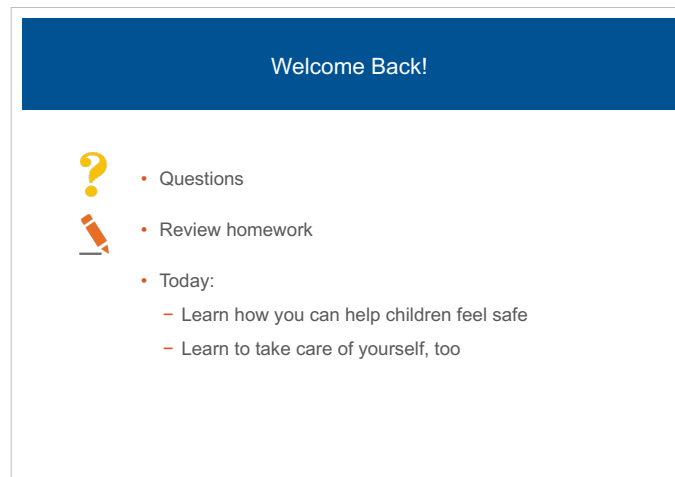 Welcome Back!
• Questions
• Review homework
• Today:
− Learn how you can help children feel safe
− Learn to take care of yourself, too